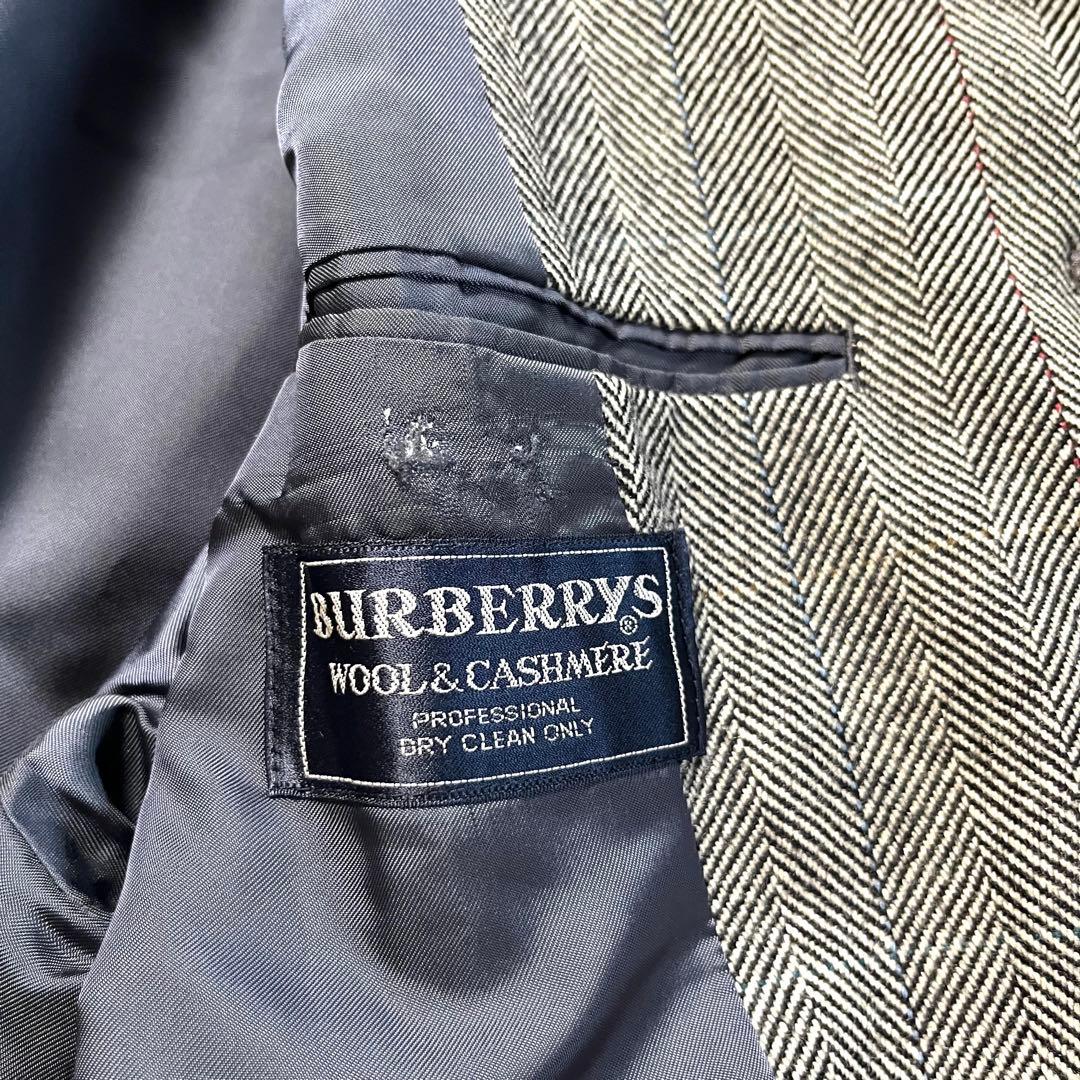 BURBERRYS®
WOOL & CASHMERE
PROFESSIONAL
DRY CLEAN ONLY